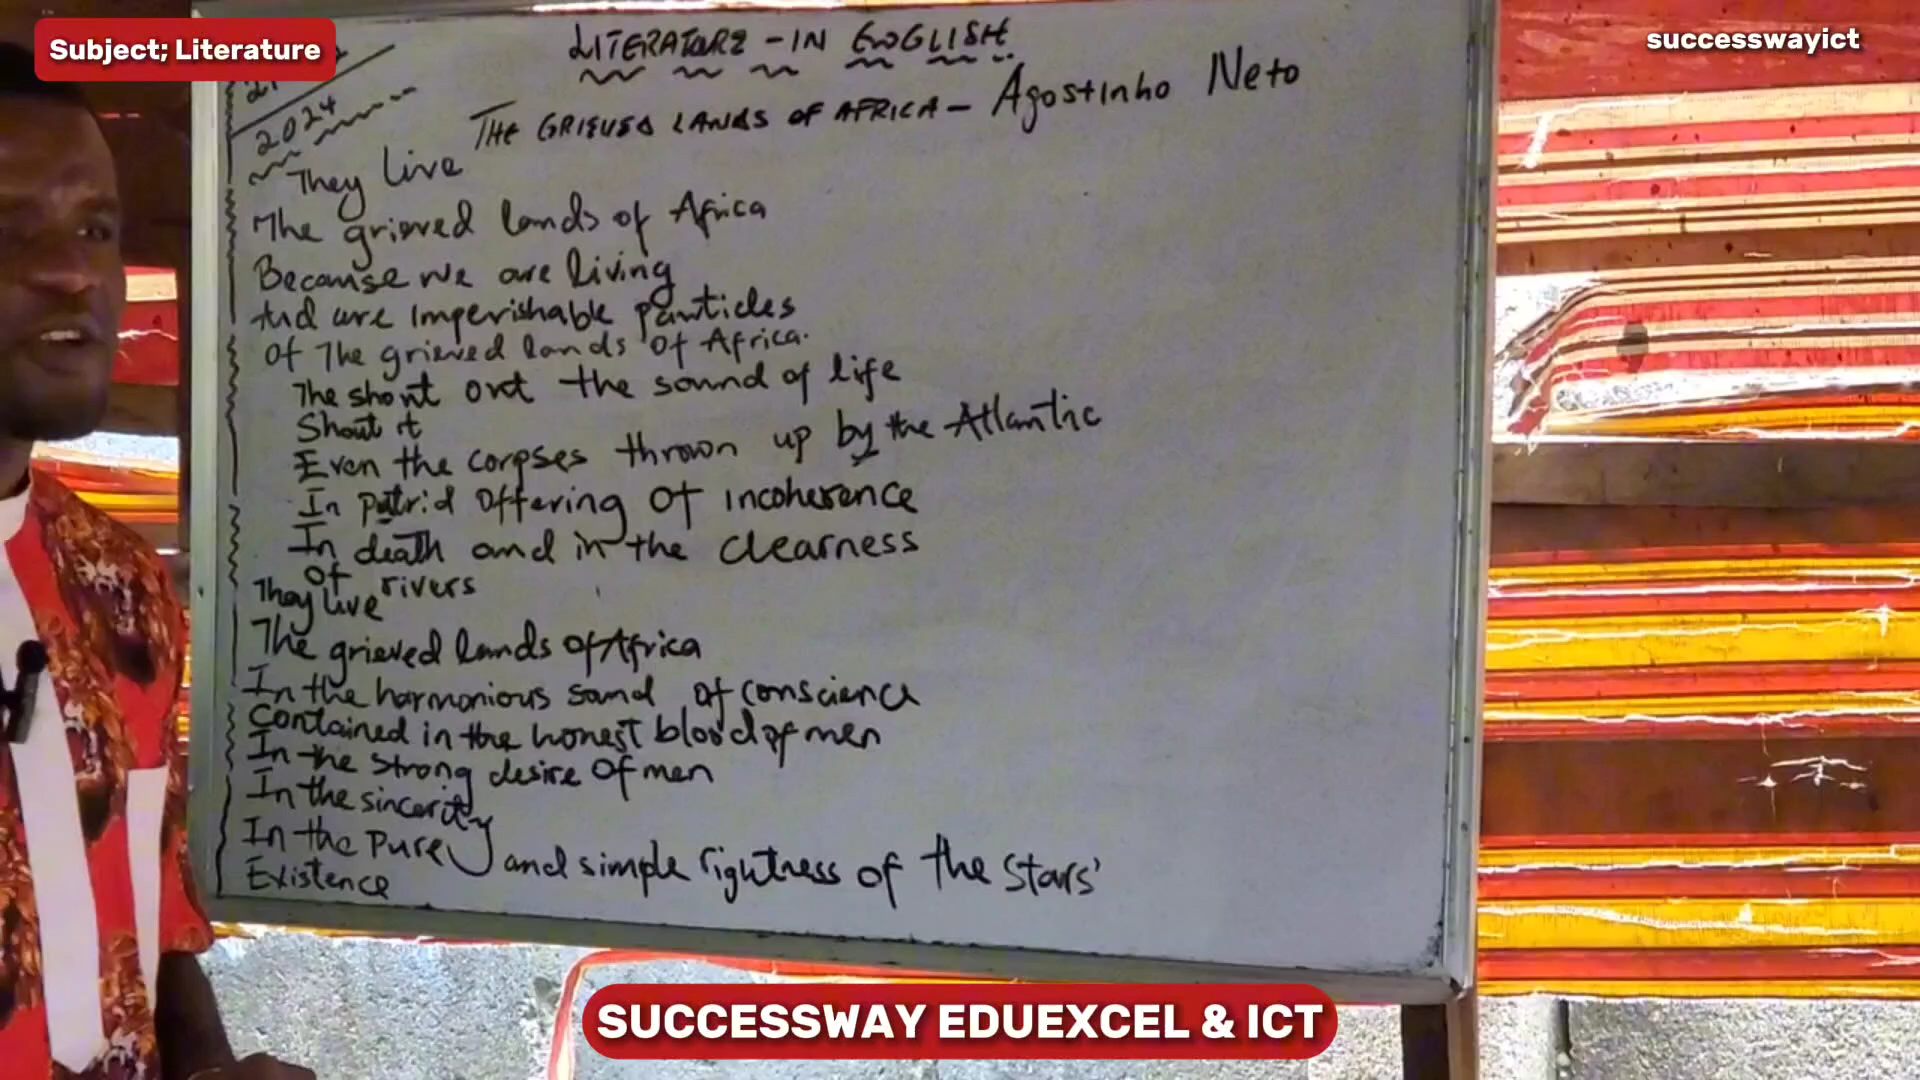 Subject; Literature
successwayict
LITERATURE - IN ENGLISH
2024
THE GRIEVED LANDS OF AFRICA - Agostinho Neto
They live
The grieved lands of Africa
Because we are living
And are imperishable particles
Of The grieved lands of Africa.
The shout out the sound of life
Shout it
Even the corpses thrown up by the Atlantic
In putrid offering Of incoherence
In death and in the clearness
Of rivers
They live
The grieved lands of Africa
In the harmonious sound of conscience
Contained in the honest blood of men
In the strong desire Of men
In the sincerity
In the pure and simple rightness of the stars'
Existence
SUCCESSWAY EDUEXCEL & ICT